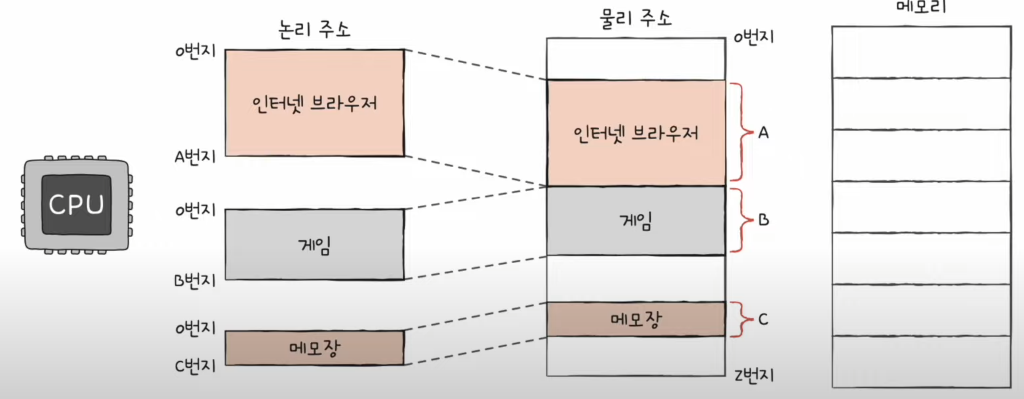 논리 주소
물리 주소
메모리
0번지
0번지
인터넷 브라우저
인터넷 브라우저
A
A번지
CPU
0번지
게임
게임
B
B번지
0번지
메모장
메모장
C
C번지
Z번지